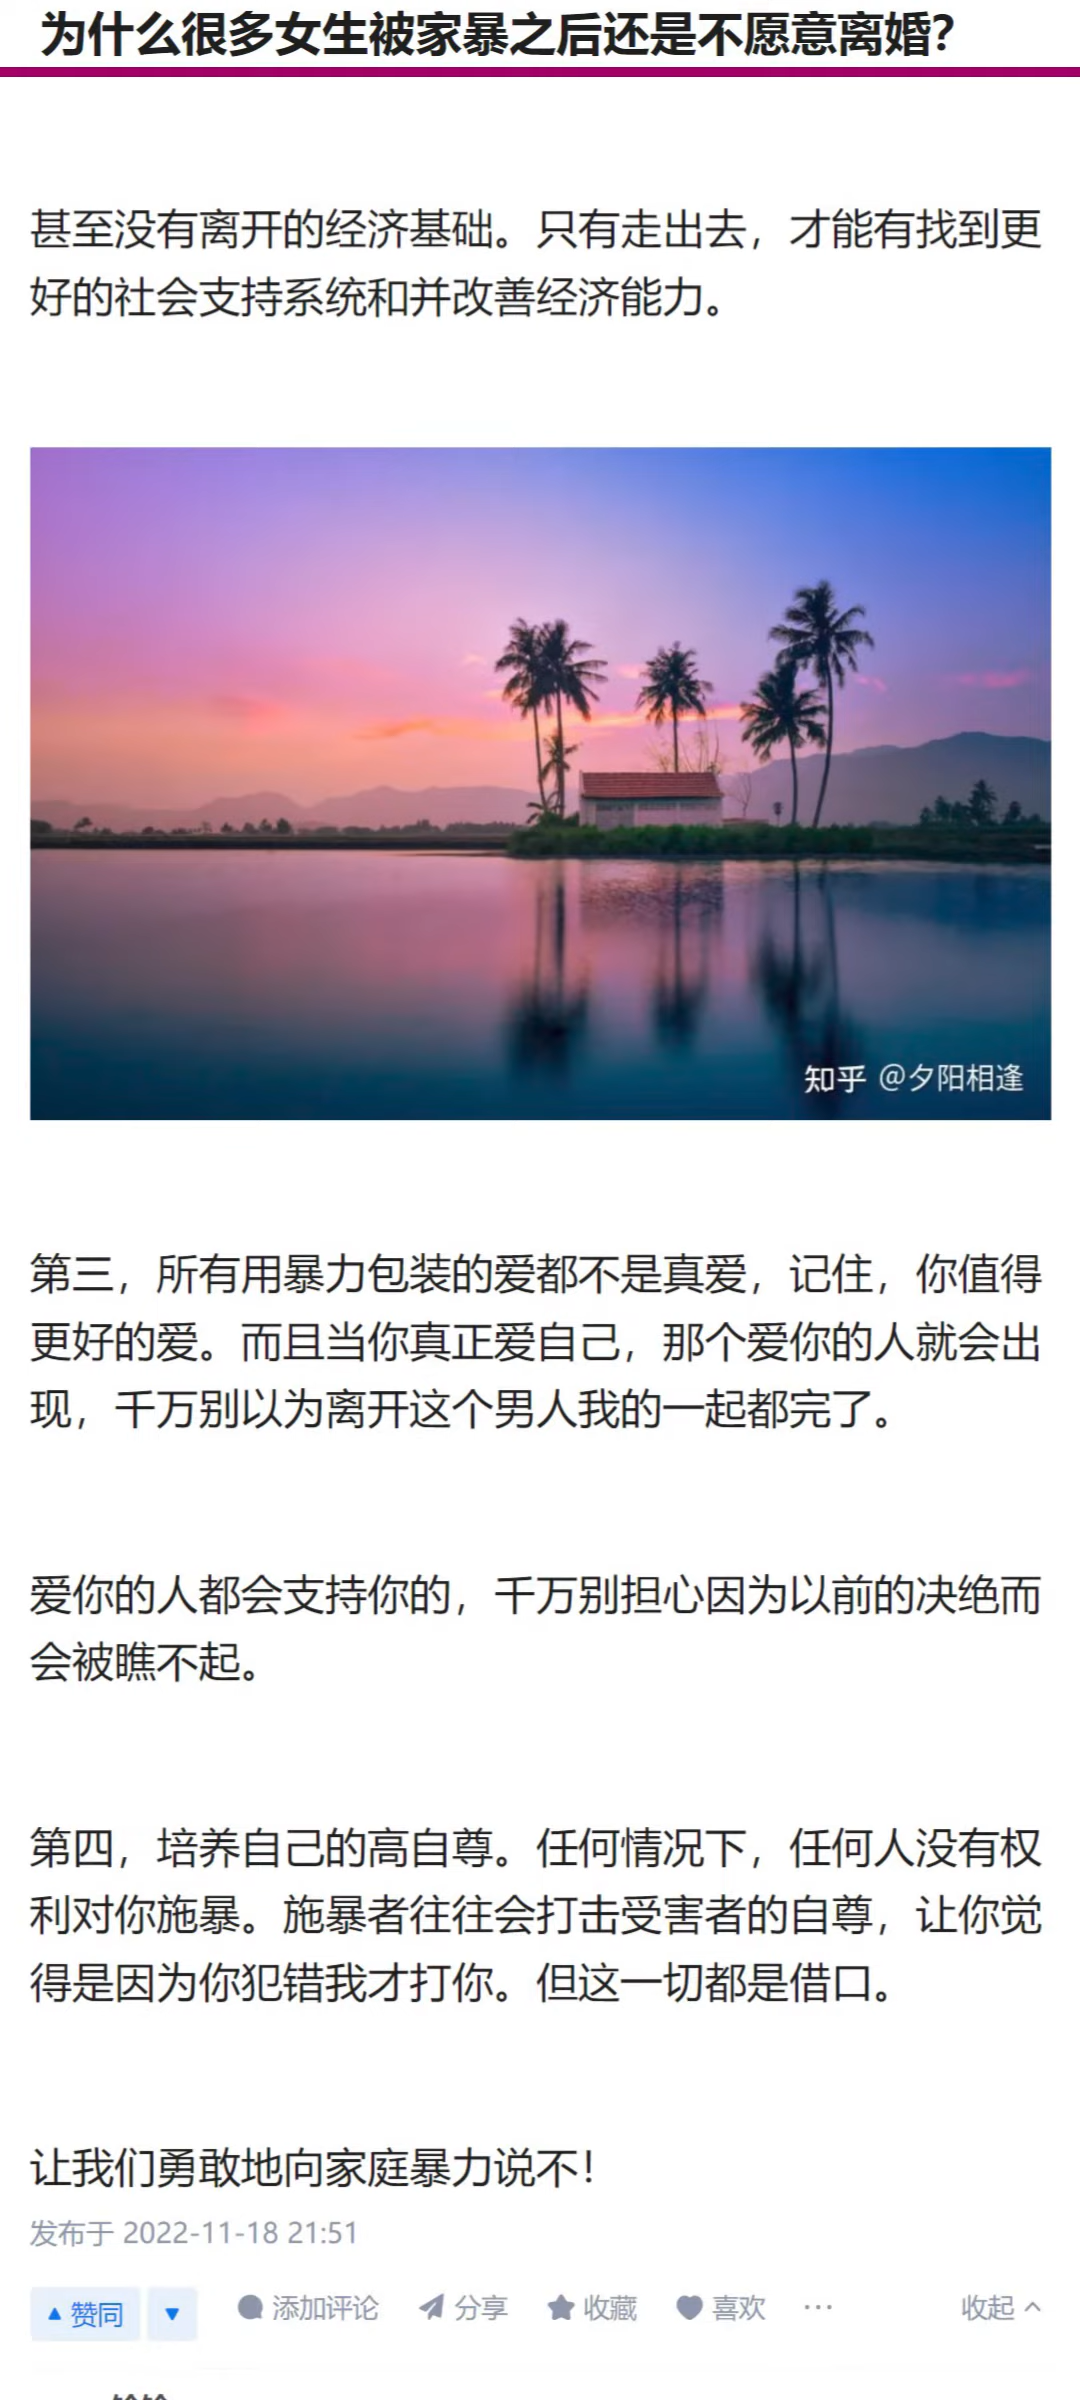 为什么很多女生被家暴之后还是不愿意离婚？
甚至没有离开的经济基础。只有走出去，才能有找到更
好的社会支持系统和并改善经济能力。
知乎 @夕阳相逢
第三，所有用暴力包装的爱都不是真爱，记住，你值得
更好的爱。而且当你真正爱自己，那个爱你的人就会出
现，千万别以为离开这个男人我的一起都完了。
爱你的人都会支持你的，千万别担心因为以前的决绝而
会被瞧不起。
第四，培养自己的高自尊。任何情况下，任何人没有权
利对你施暴。施暴者往往会打击受害者的自尊，让你觉
得是因为你犯错我才打你。但这一切都是借口。
让我们勇敢地向家庭暴力说不！
发布于 2022-11-18 21:51
赞同 添加评论 分享 收藏 喜欢 ··· 收起